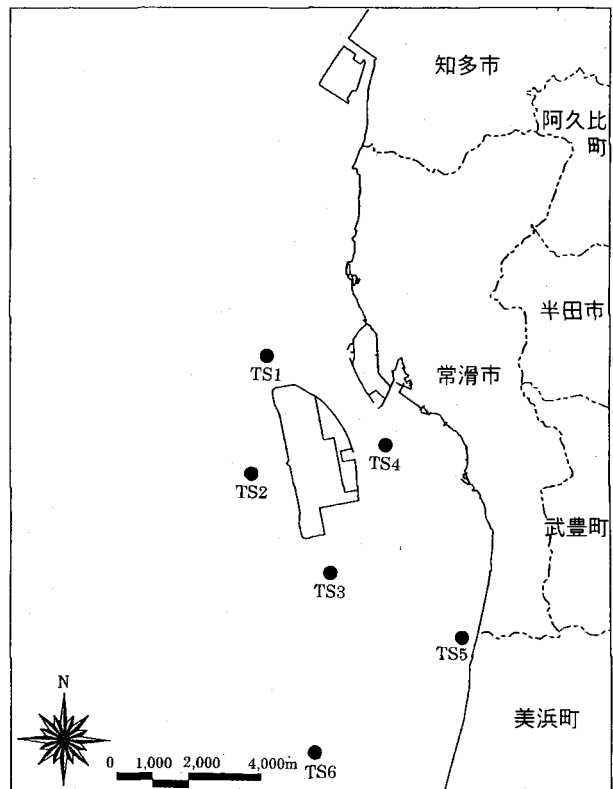 知多市
阿久比
町
半田市
TS1
常滑市
TS4
TS2
武豊町
TS3
TS5
N
美浜町
0 1,000 2,000 4,000m
TS6